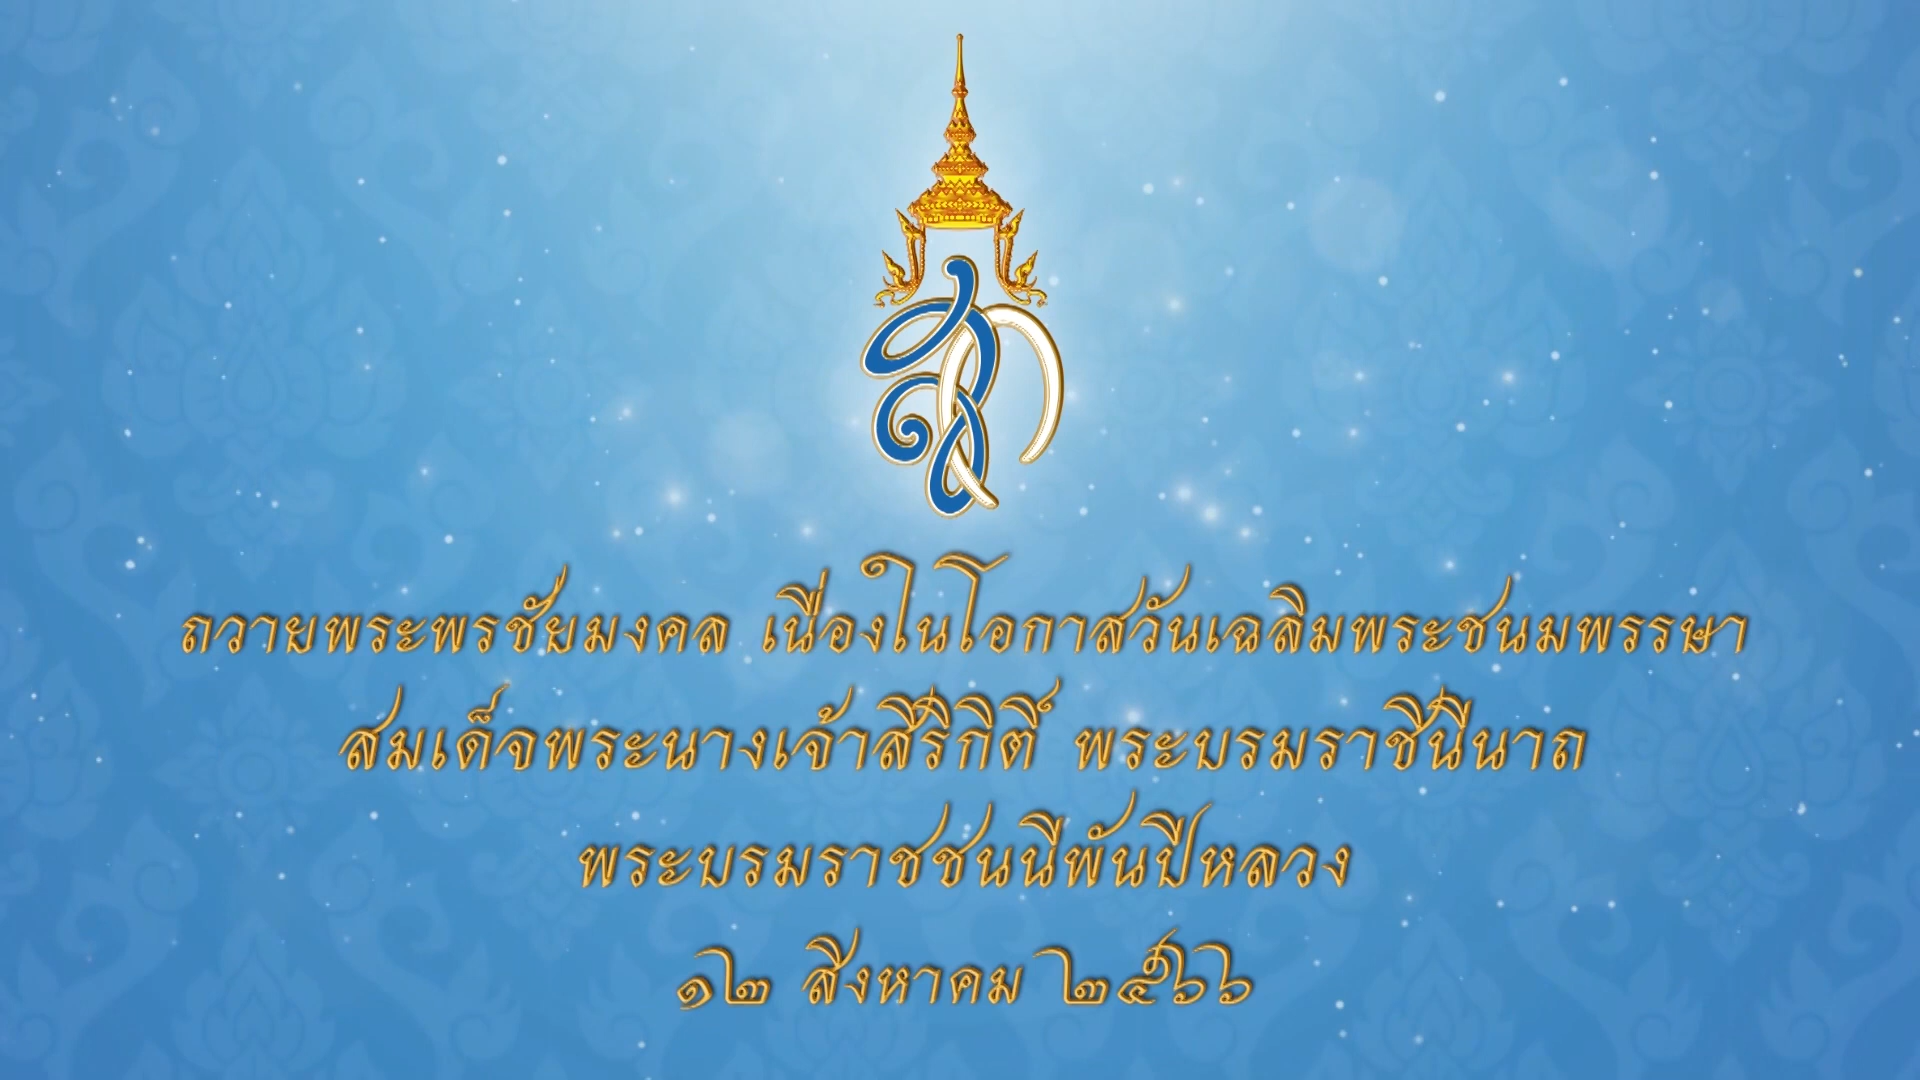 ถวายพระพรชัยมงคล เนื่องในโอกาสวันเฉลิมพระชนมพรรษา
สมเด็จพระนางเจ้าสิริกิติ์ พระบรมราชินีนาถ
พระบรมราชชนนีพันปีหลวง
๑๒ สิงหาคม ๒๕๖๖